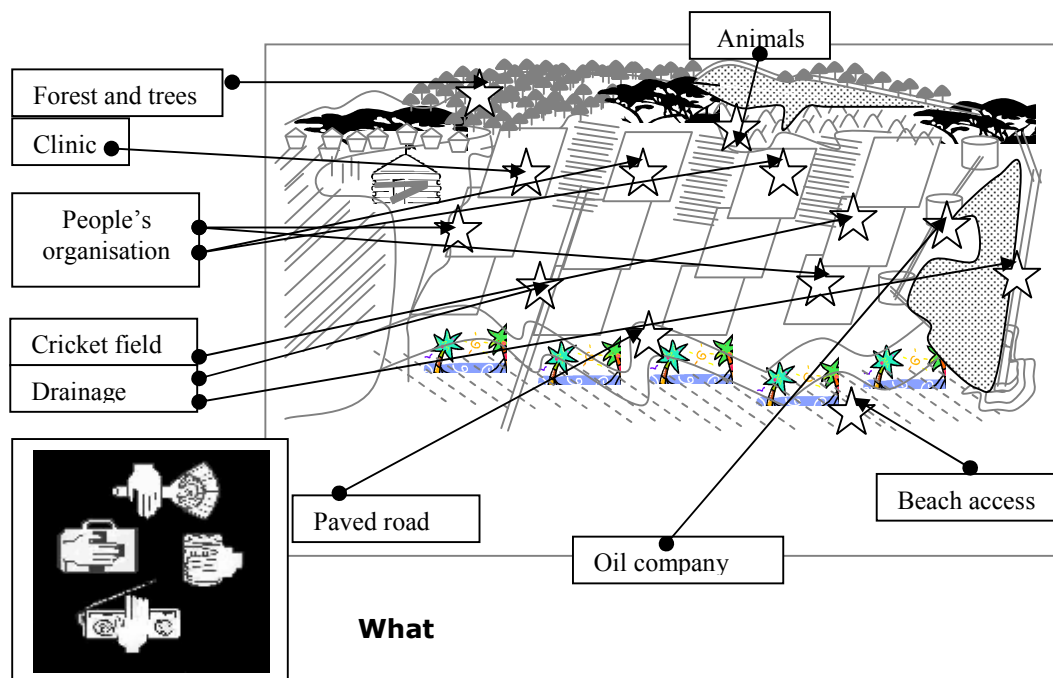 Animals
Forest and trees
Clinic
People's
organisation
Cricket field
Drainage
Beach access
Paved road
Oil company
What